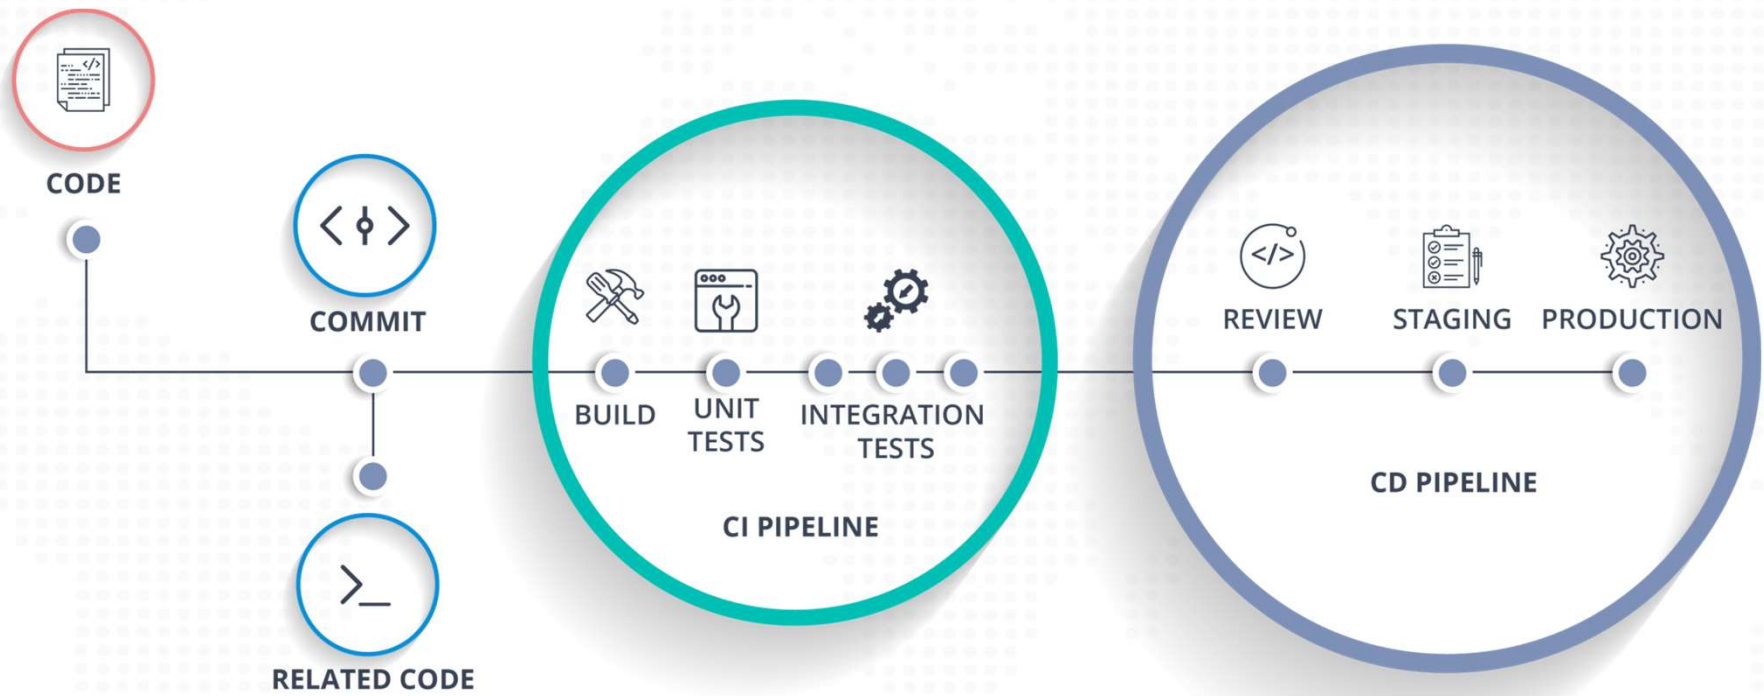 CODE
COMMIT
RELATED CODE
BUILD
UNIT
TESTS
INTEGRATION
TESTS
CI PIPELINE
REVIEW
STAGING
PRODUCTION
CD PIPELINE